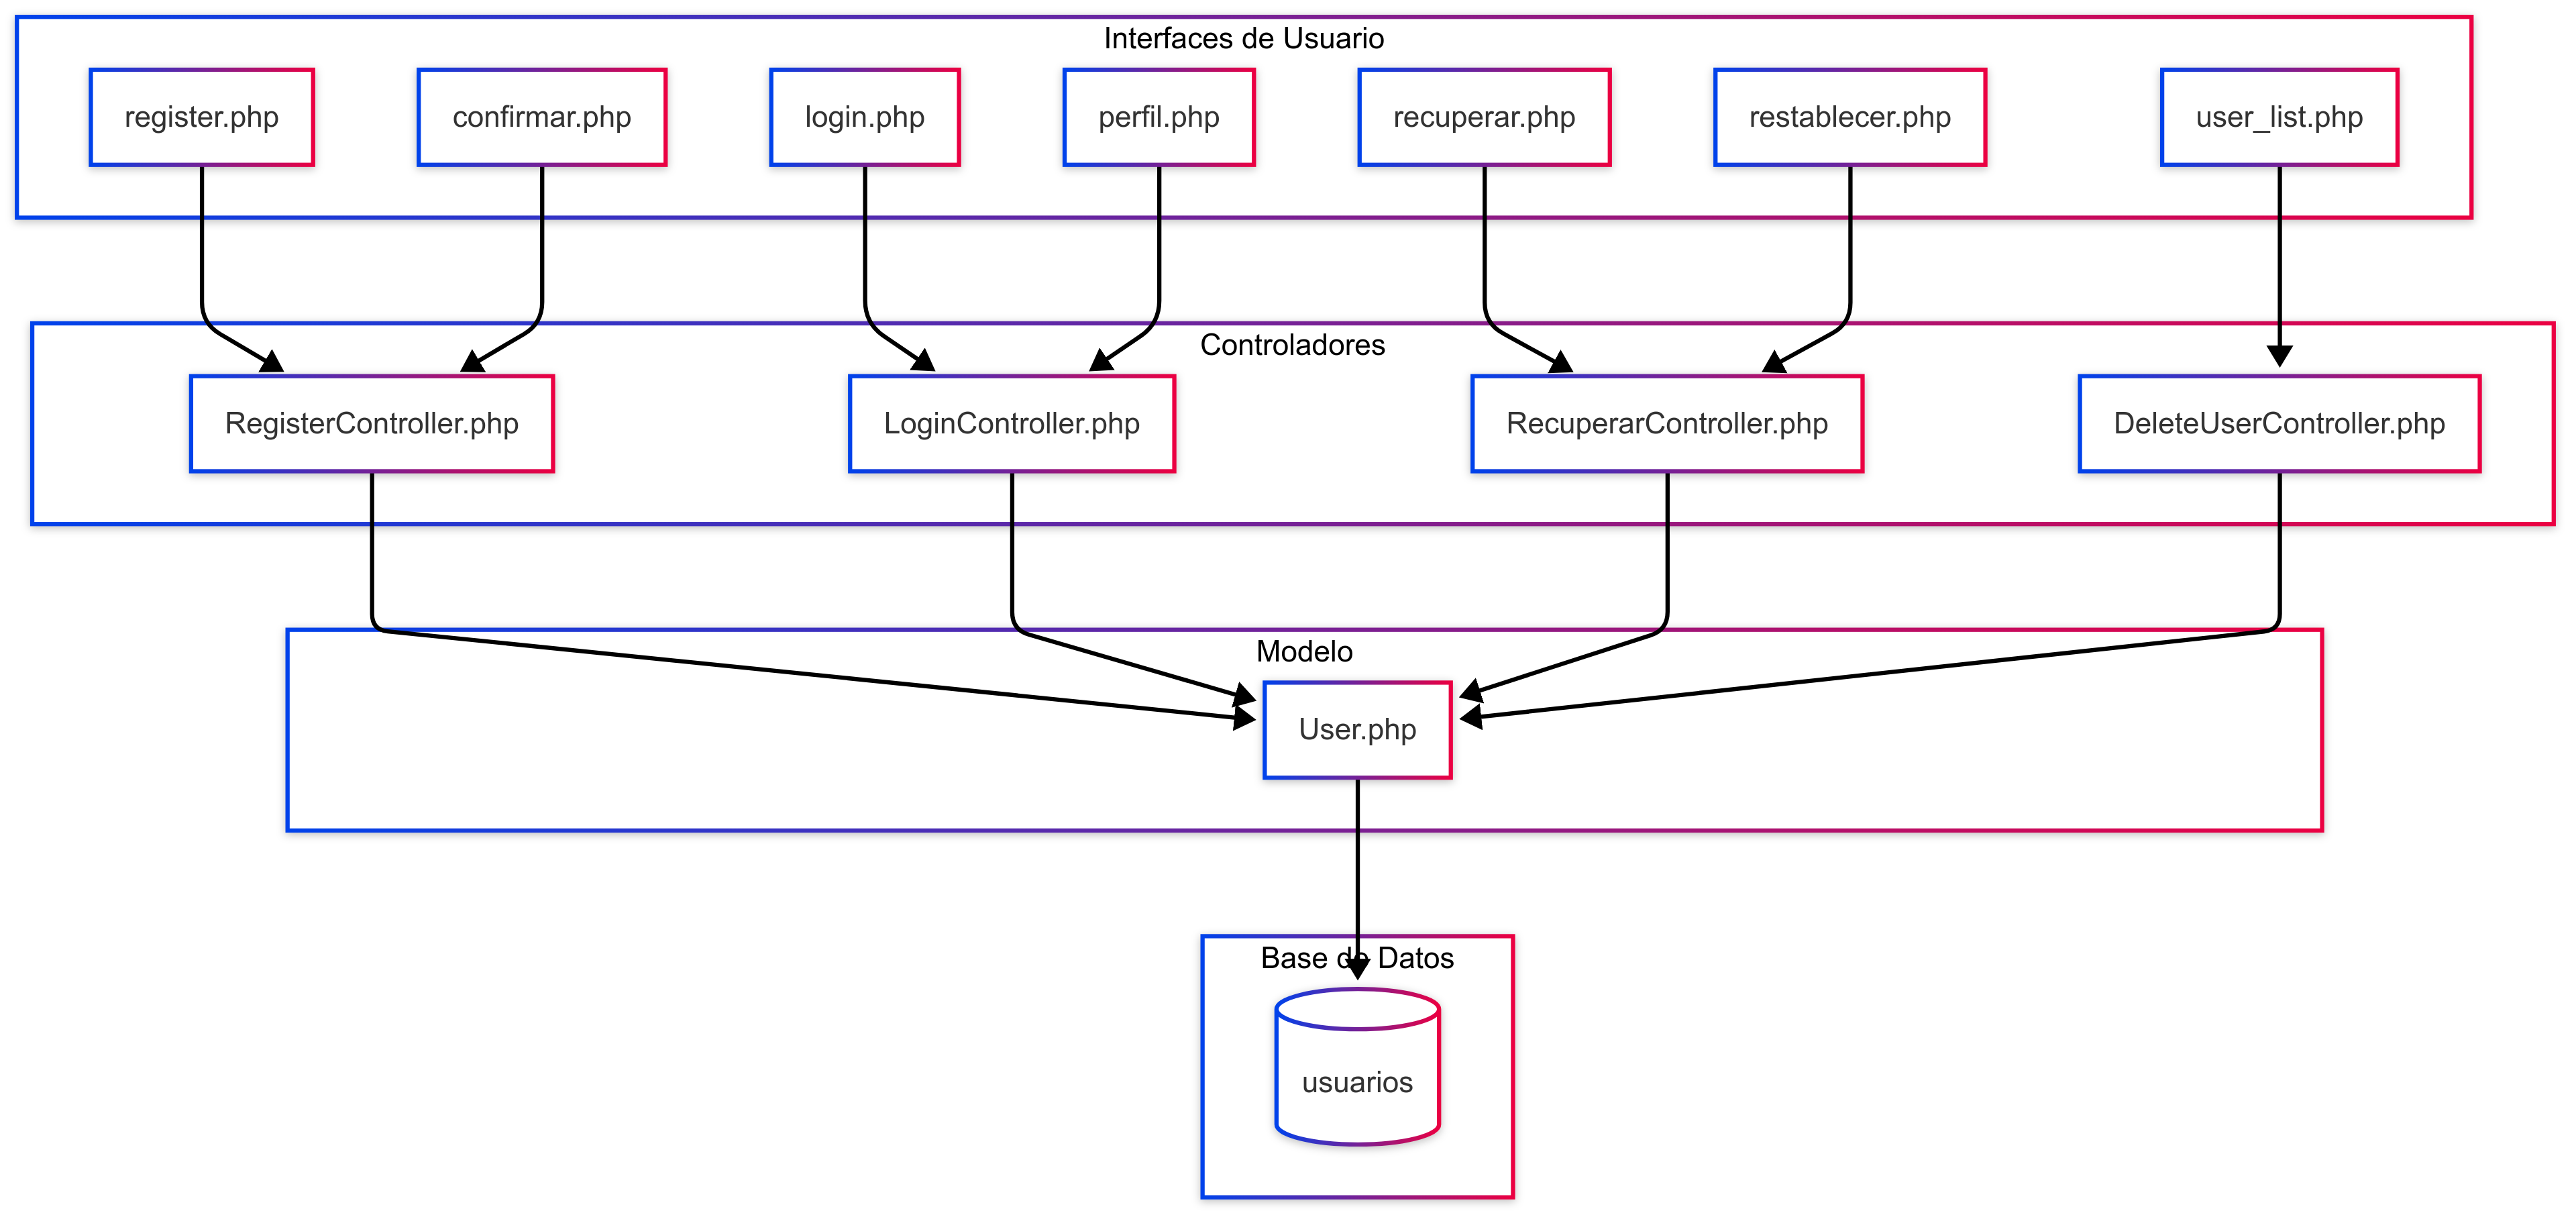 Interfaces de Usuario
register.php
confirmar.php
login.php
perfil.php
recuperar.php
restablecer.php
user_list.php
Controladores
RegisterController.php
LoginController.php
RecuperarController.php
DeleteUserController.php
Modelo
User.php
Base de Datos
usuarios